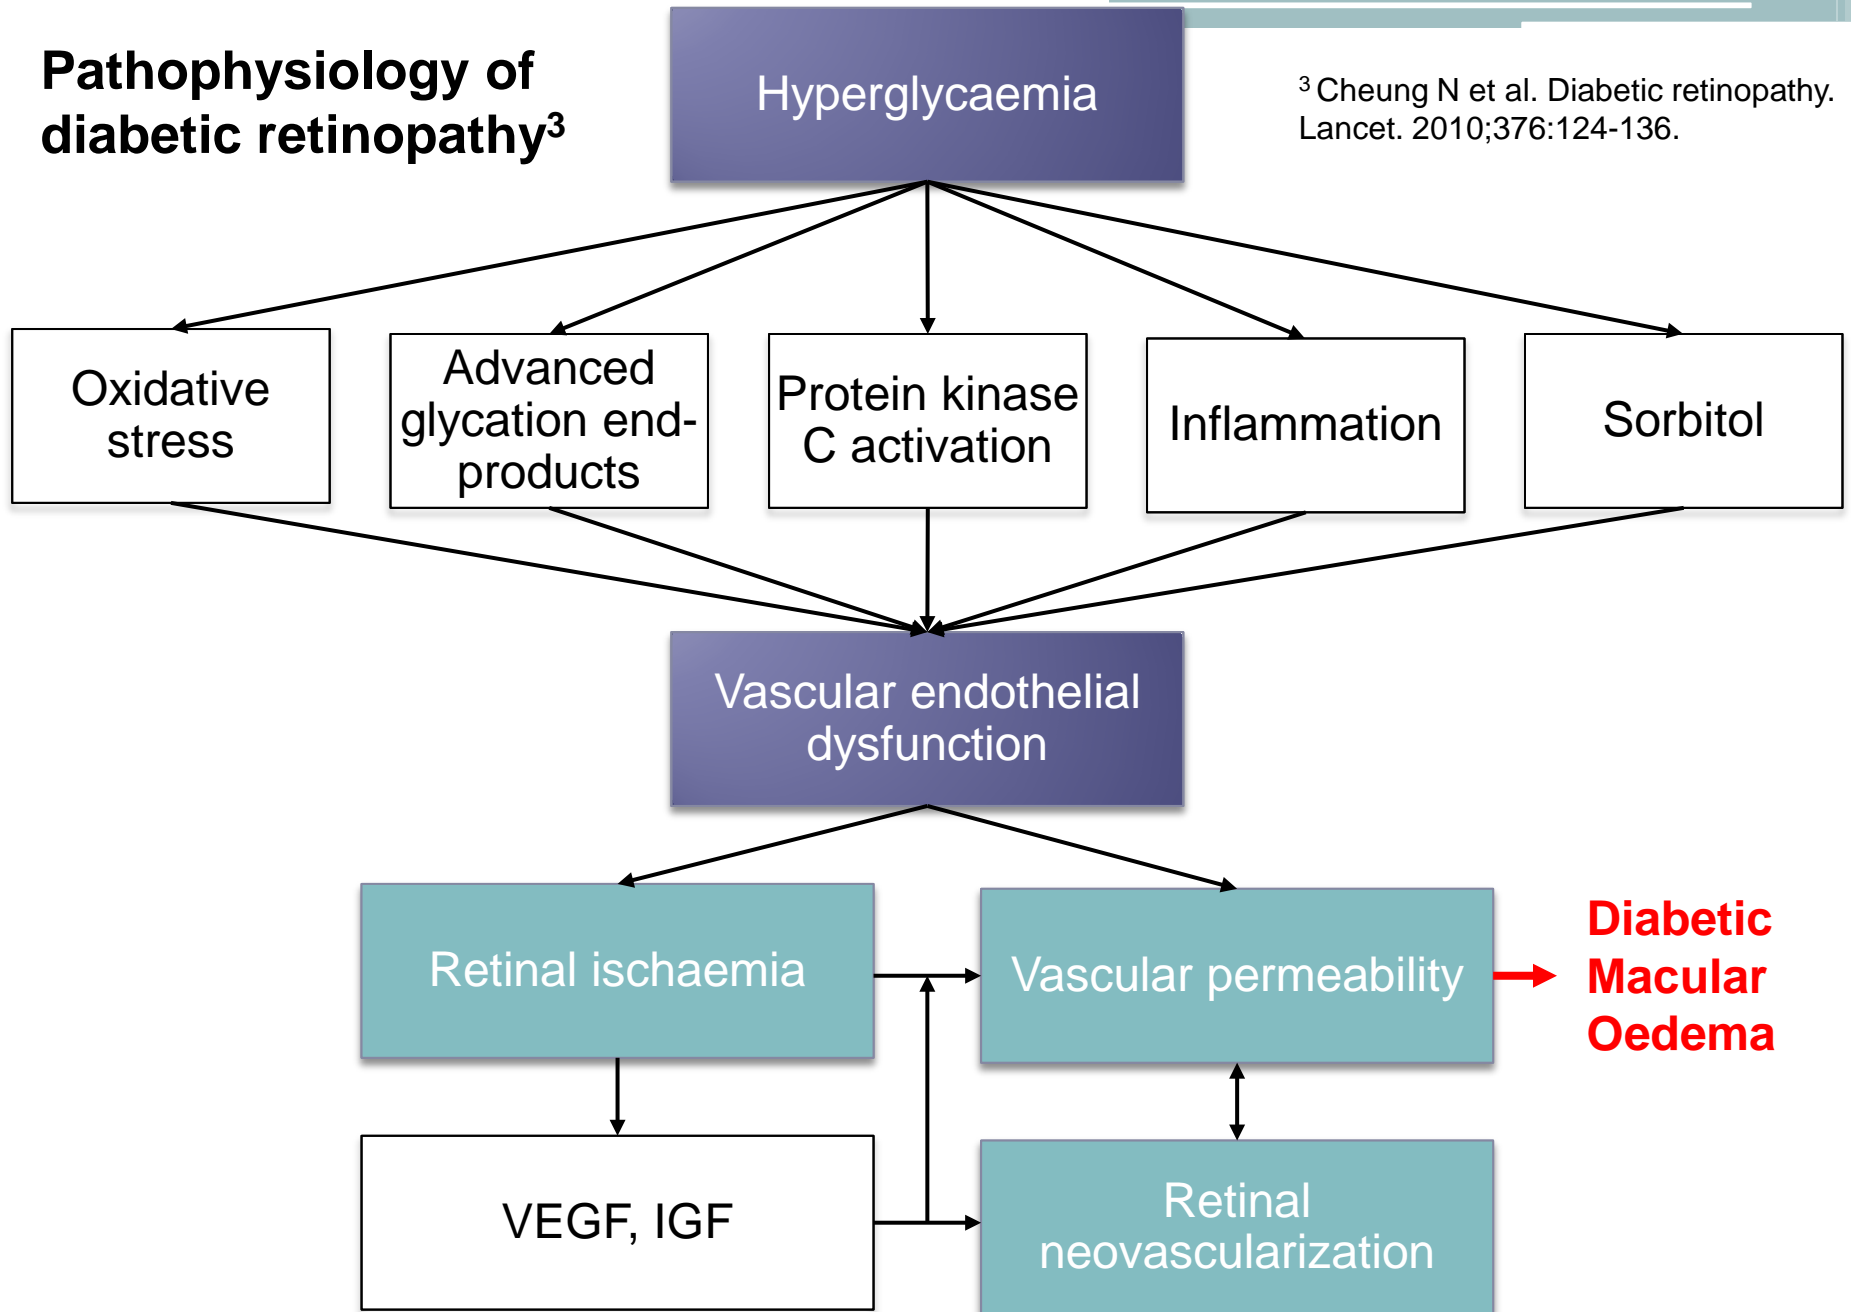 Pathophysiology of
diabetic retinopathy³
Hyperglycaemia
³ Cheung N et al. Diabetic retinopathy.
Lancet. 2010;376:124-136.
Oxidative
stress
Advanced
glycation end-
products
Protein kinase
C activation
Inflammation
Sorbitol
Vascular endothelial
dysfunction
Retinal ischaemia
Vascular permeability
Diabetic
Macular
Oedema
VEGF, IGF
Retinal
neovascularization